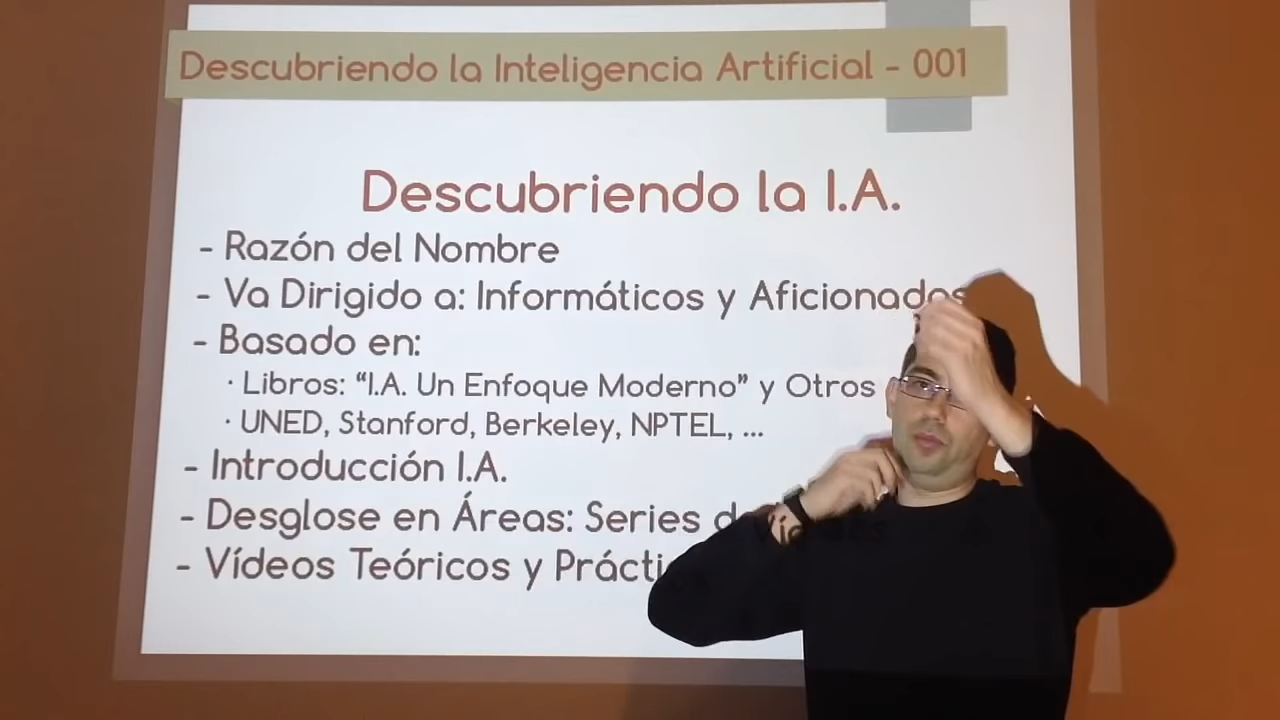 Descubriendo la Inteligencia Artificial - 001
Descubriendo la I.A.
- Razón del Nombre
- Va Dirigido a: Informáticos y Aficionados
- Basado en:
· Libros: “I.A. Un Enfoque Moderno” y Otros
· UNED, Stanford, Berkeley, NPTEL, ...
- Introducción I.A.
- Desglose en Áreas: Series de
- Vídeos Teóricos y